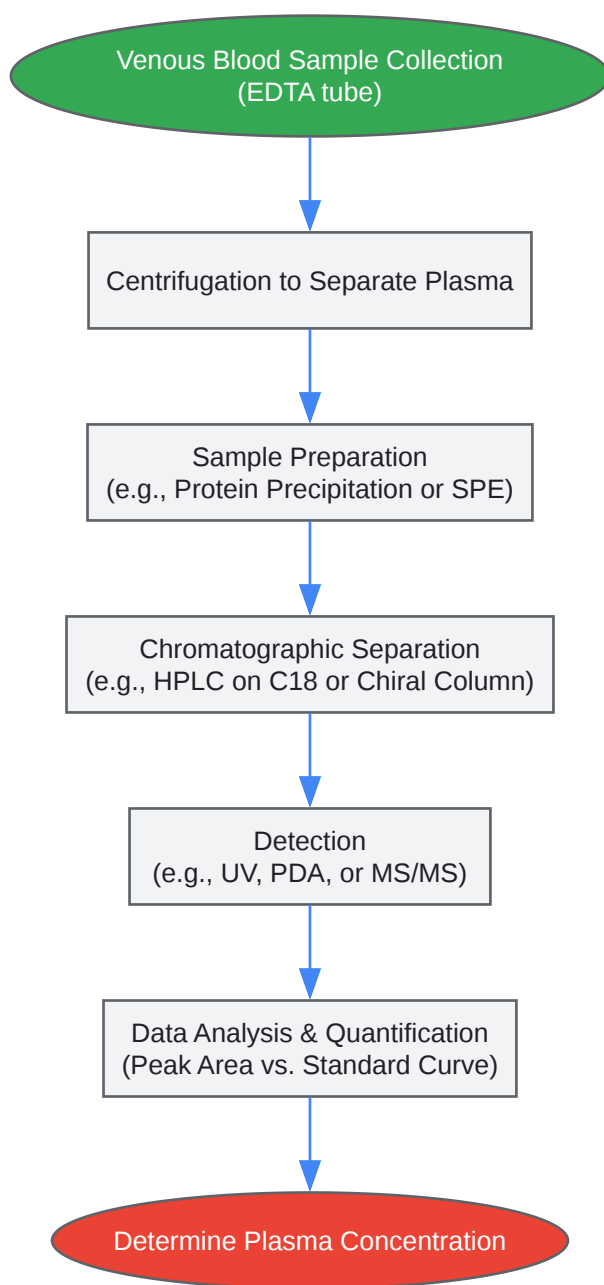 Venous Blood Sample Collection
(EDTA tube)
Centrifugation to Separate Plasma
Sample Preparation
(e.g., Protein Precipitation or SPE)
Chromatographic Separation
(e.g., HPLC on C18 or Chiral Column)
Detection
(e.g., UV, PDA, or MS/MS)
Data Analysis & Quantification
(Peak Area vs. Standard Curve)
Determine Plasma Concentration